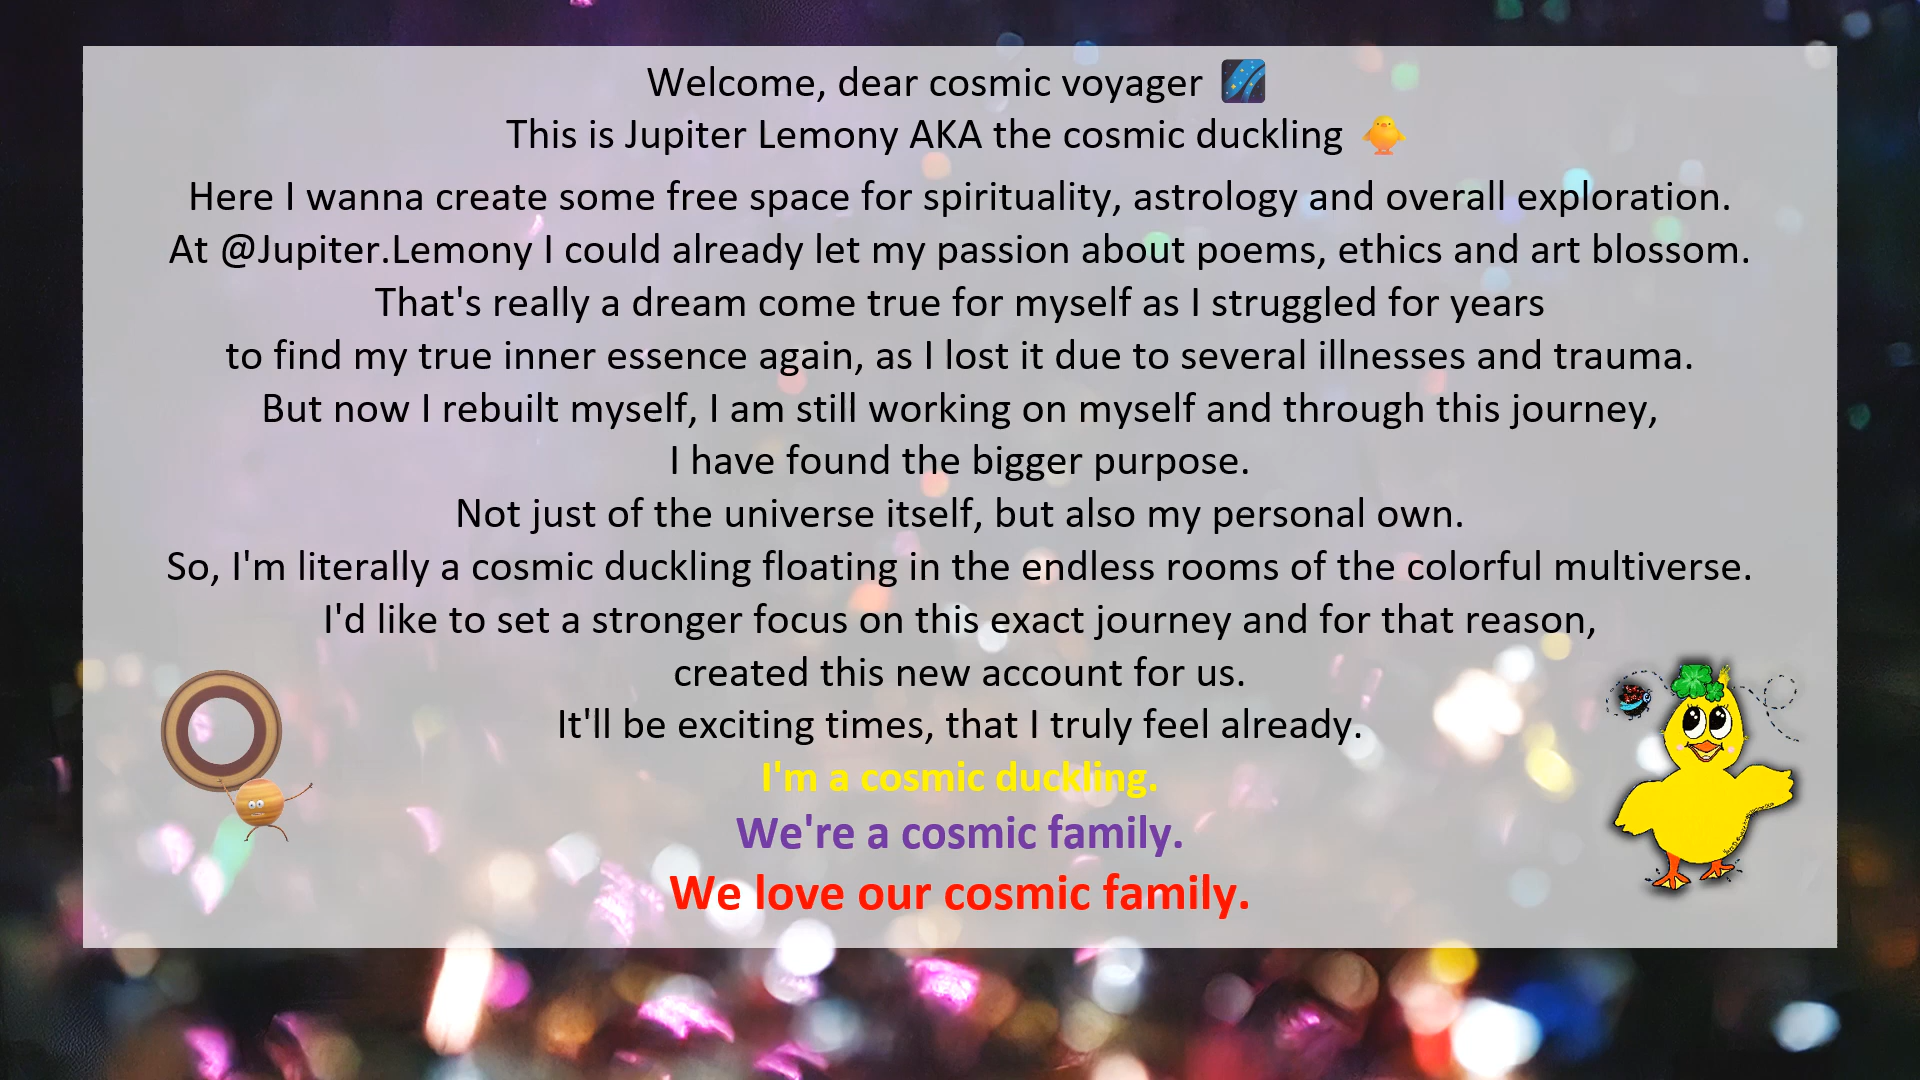 Welcome, dear cosmic voyager 🌌
This is Jupiter Lemony AKA the cosmic duckling 🐥
Here I wanna create some free space for spirituality, astrology and overall exploration.
At @Jupiter.Lemony I could already let my passion about poems, ethics and art blossom.
That's really a dream come true for myself as I struggled for years
to find my true inner essence again, as I lost it due to several illnesses and trauma.
But now I rebuilt myself, I am still working on myself and through this journey,
I have found the bigger purpose.
Not just of the universe itself, but also my personal own.
So, I'm literally a cosmic duckling floating in the endless rooms of the colorful multiverse.
I'd like to set a stronger focus on this exact journey and for that reason,
created this new account for us.
It'll be exciting times, that I truly feel already.
I'm a cosmic duckling.
We're a cosmic family.
We love our cosmic family.